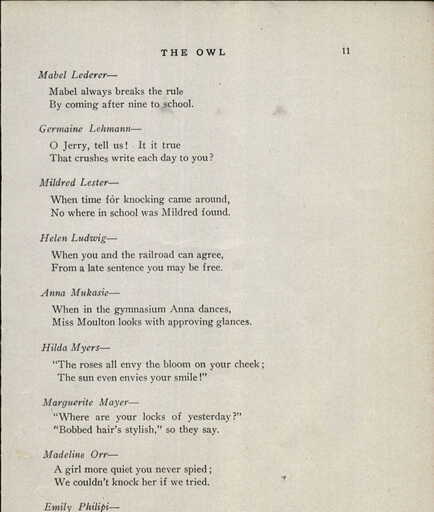 THE OWL 11
Mabel Lederer—
Mabel always breaks the rule
By coming after nine to school.
Germaine Lehmann—
O Jerry, tell us! It it true
That crushes write each day to you?
Mildred Lester—
When time for knocking came around,
No where in school was Mildred found.
Helen Ludwig—
When you and the railroad can agree,
From a late sentence you may be free.
Anna Mukasie—
When in the gymnasium Anna dances,
Miss Moulton looks with approving glances.
Hilda Myers—
"The roses all envy the bloom on your cheek;
The sun even envies your smile!"
Marguerite Mayer—
"Where are your locks of yesterday?"
"Bobbed hair's stylish," so they say.
Madeline Orr—
A girl more quiet you never spied;
We couldn't knock her if we tried.
Emily Philipi—